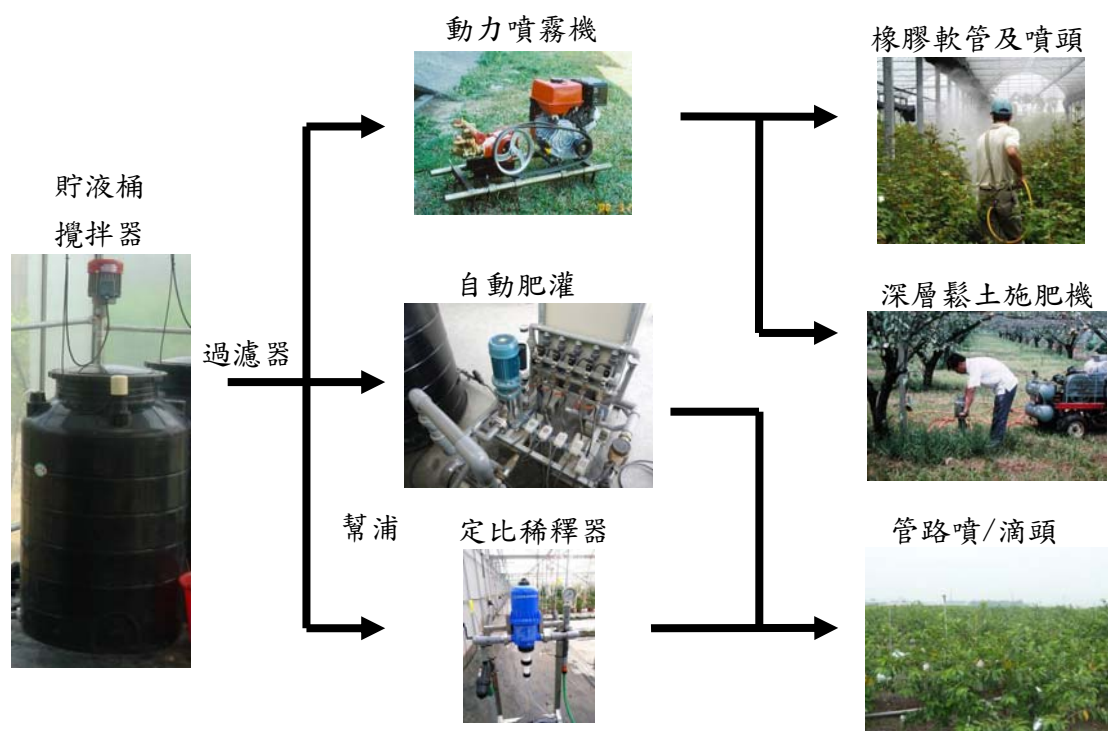 動力噴霧機
橡膠軟管及噴頭
貯液桶
攪拌器
自動肥灌
深層鬆土施肥機
過濾器
幫浦
定比稀釋器
管路噴/滴頭